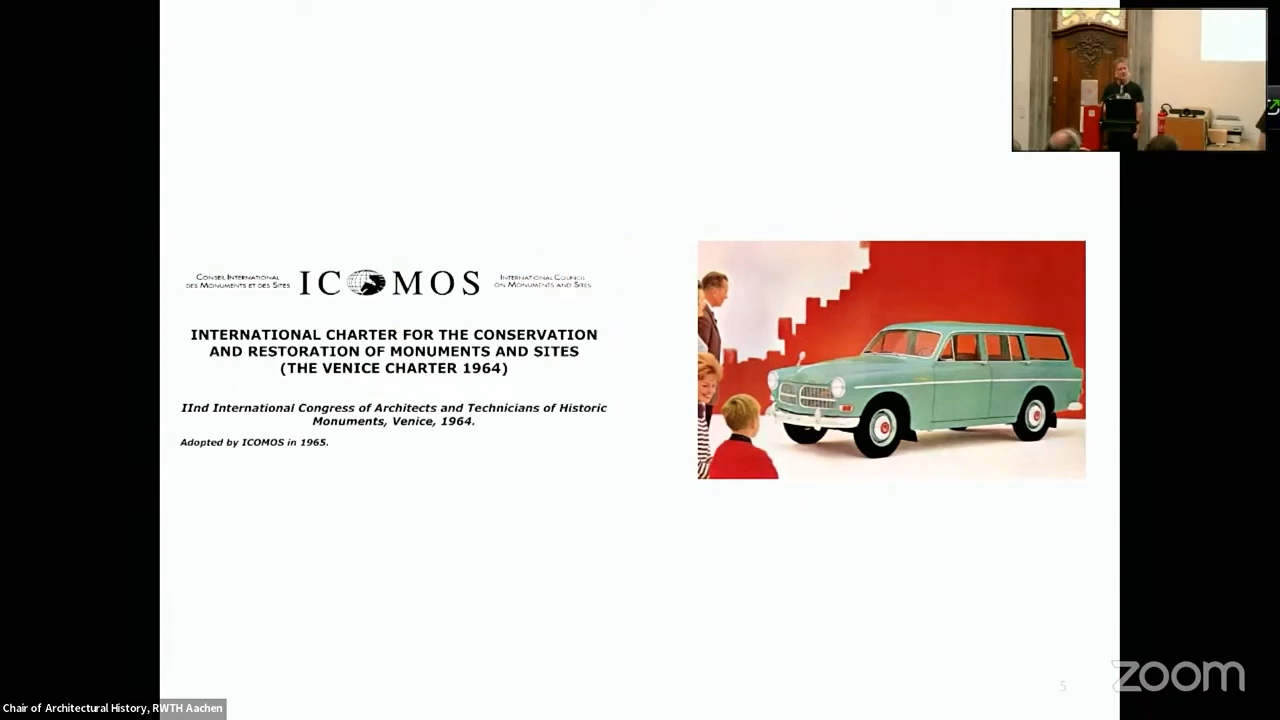 CONSEIL INTERNATIONAL
DES MONUMENTS ET DES SITES
ICOMOS
INTERNATIONAL COUNCIL
ON MONUMENTS AND SITES
INTERNATIONAL CHARTER FOR THE CONSERVATION
AND RESTORATION OF MONUMENTS AND SITES
(THE VENICE CHARTER 1964)
IInd International Congress of Architects and Technicians of Historic
Monuments, Venice, 1964.
Adopted by ICOMOS in 1965.
5
zoom
Chair of Architectural History, RWTH Aachen